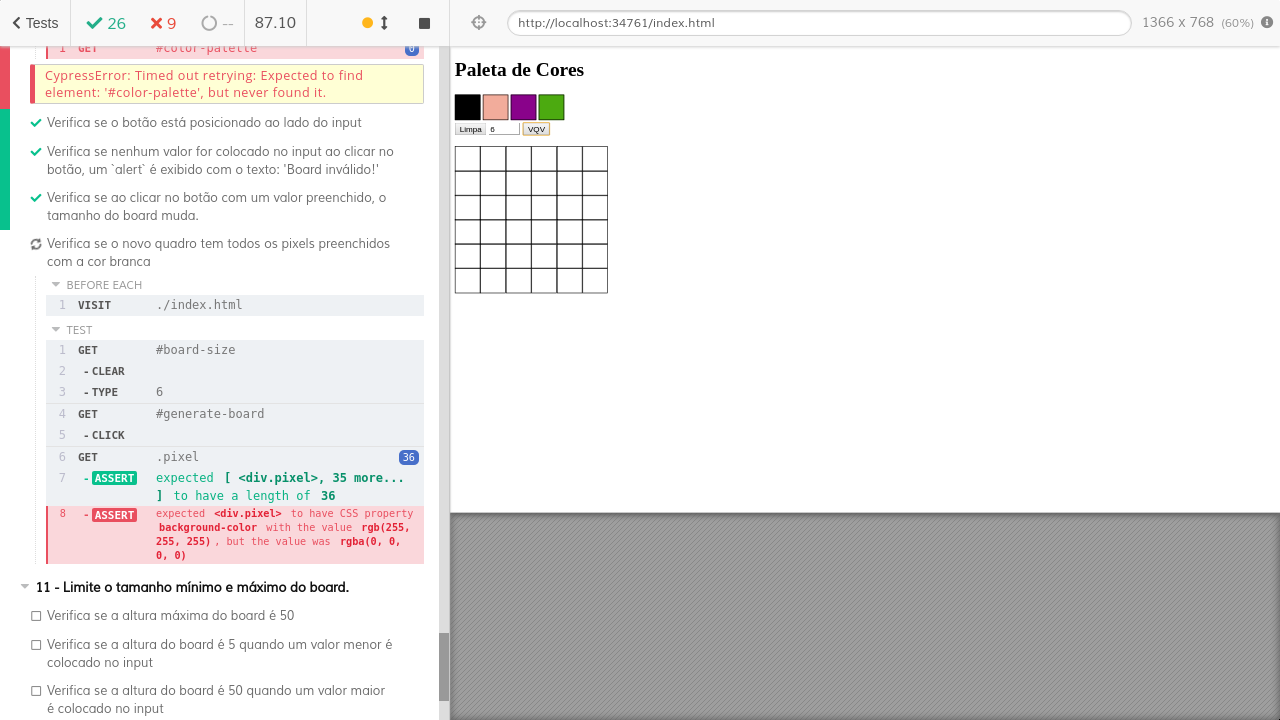 Tests
26
9
--
87.10
http://localhost:34761/index.html
1366 x 768 (60%)
1 GET #color-palette 0
CypressError: Timed out retrying: Expected to find
element: '#color-palette', but never found it.
Verifica se o botão está posicionado ao lado do input
Verifica se nenhum valor for colocado no input ao clicar no
botão, um `alert` é exibido com o texto: 'Board inválido!'
Verifica se ao clicar no botão com um valor preenchido, o
tamanho do board muda.
Verifica se o novo quadro tem todos os pixels preenchidos
com a cor branca
BEFORE EACH
1 VISIT ./index.html
TEST
1 GET #board-size
2 -CLEAR
3 -TYPE 6
4 GET #generate-board
5 -CLICK
6 GET .pixel 36
7 -ASSERT expected [ <div.pixel>, 35 more...
] to have a length of 36
8 -ASSERT expected <div.pixel> to have CSS property
background-color with the value rgb(255,
255, 255), but the value was rgba(0, 0,
0, 0)
11 - Limite o tamanho mínimo e máximo do board.
Verifica se a altura máxima do board é 50
Verifica se a altura do board é 5 quando um valor menor é
colocado no input
Verifica se a altura do board é 50 quando um valor maior
é colocado no input
Paleta de Cores
Limpa 6 VQV